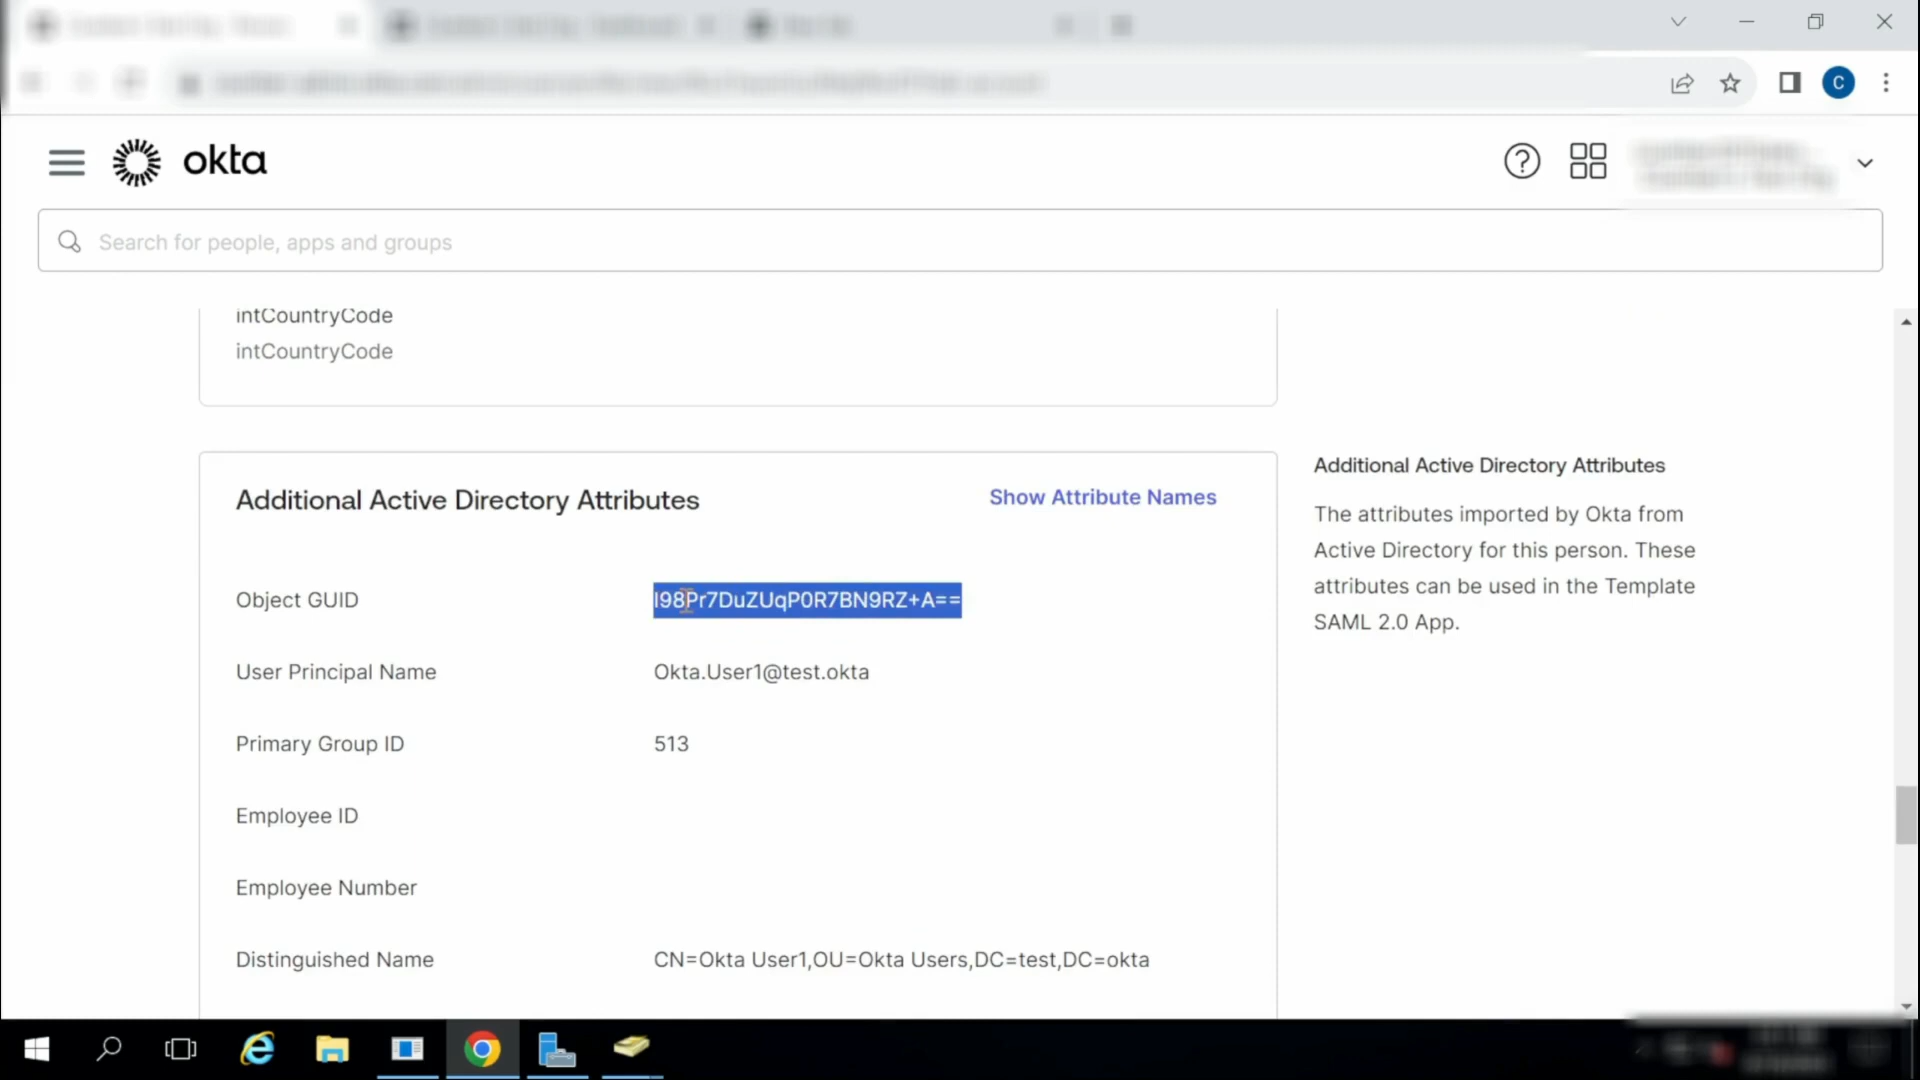 C
okta
Search for people, apps and groups
intCountryCode
intCountryCode
Additional Active Directory Attributes
Show Attribute Names
Object GUID
I98Pr7DuZUqP0R7BN9RZ+A==
User Principal Name
Okta.User1@test.okta
Primary Group ID
513
Employee ID
Employee Number
Distinguished Name
CN=Okta User1,OU=Okta Users,DC=test,DC=okta
Additional Active Directory Attributes
The attributes imported by Okta from
Active Directory for this person. These
attributes can be used in the Template
SAML 2.0 App.